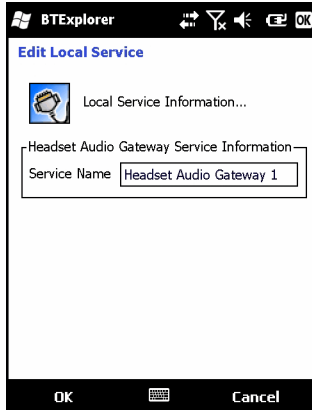 BTExplorer
OK
Edit Local Service
Local Service Information...
Headset Audio Gateway Service Information
Service Name Headset Audio Gateway 1
OK Cancel